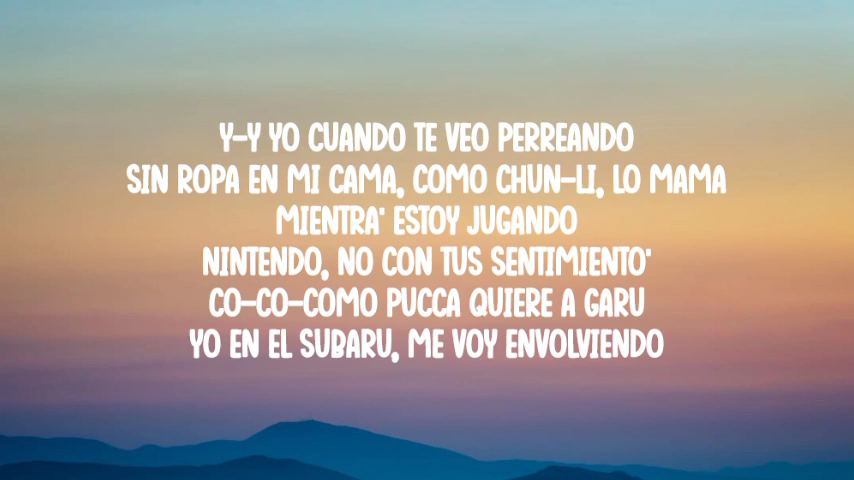 Y-Y YO CUANDO TE VEO PERREANDO
SIN ROPA EN MI CAMA, COMO CHUN-LI, LO MAMA
MIENTRA' ESTOY JUGANDO
NINTENDO, NO CON TUS SENTIMIENTO'
CO-CO-COMO PUCCA QUIERE A GARU
YO EN EL SUBARU, ME VOY ENVOLVIENDO